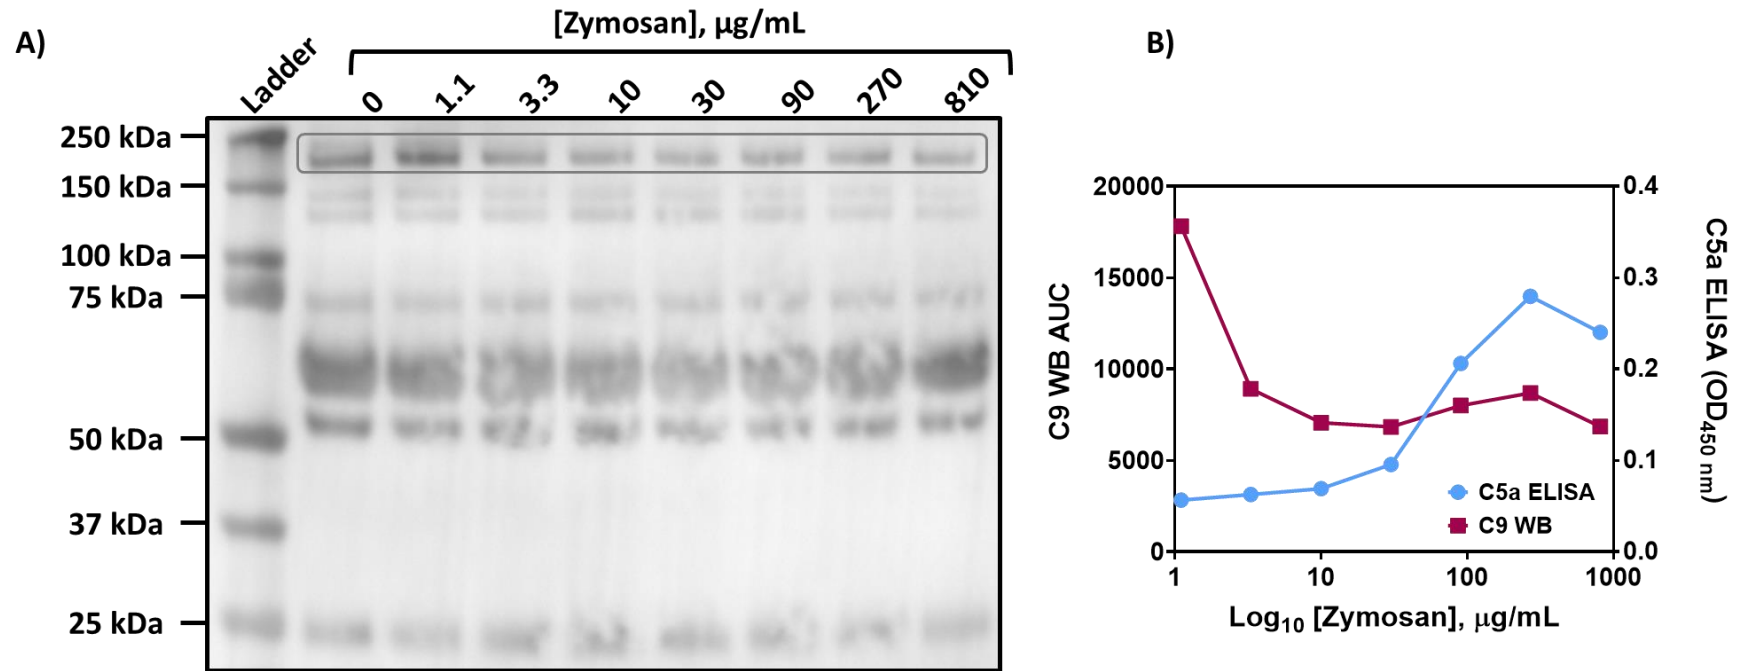 A)
[Zymosan], µg/mL
Ladder 0 1.1 3.3 10 30 90 270 810
250 kDa
150 kDa
100 kDa
75 kDa
50 kDa
37 kDa
25 kDa
B)
20000
15000
10000
5000
0
C9 WB AUC
0.4
0.3
0.2
0.1
0.0
C5a ELISA (OD450 nm)
C5a ELISA
C9 WB
1 10 100 1000
Log10 [Zymosan], µg/mL